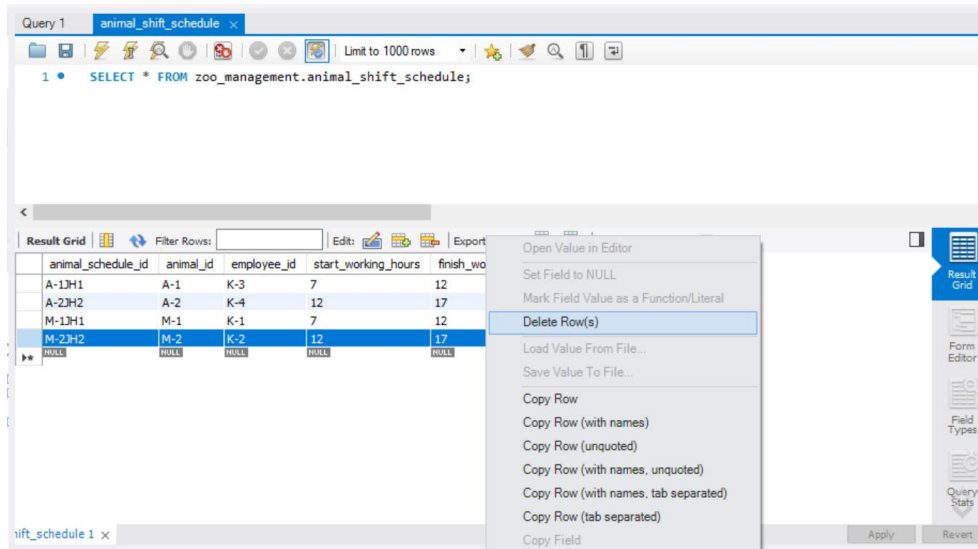 Query 1 animal_shift_schedule
Limit to 1000 rows
1 SELECT * FROM zoo_management.animal_shift_schedule;
Result Grid Filter Rows: Edit: Export
animal_schedule_id animal_id employee_id start_working_hours finish_wo
A-1JH1 A-1 K-3 7 12
A-2JH2 A-2 K-4 12 17
M-1JH1 M-1 K-1 7 12
M-2JH2 M-2 K-2 12 17
NULL NULL NULL NULL NULL
Open Value in Editor
Set Field to NULL
Mark Field Value as a Function/Literal
Delete Row(s)
Load Value From File...
Save Value To File...
Copy Row
Copy Row (with names)
Copy Row (unquoted)
Copy Row (with names, unquoted)
Copy Row (with names, tab separated)
Copy Row (tab separated)
Copy Field
Result
Grid
Form
Editor
Field
Types
Query
Stats
hift_schedule 1
Apply Revert